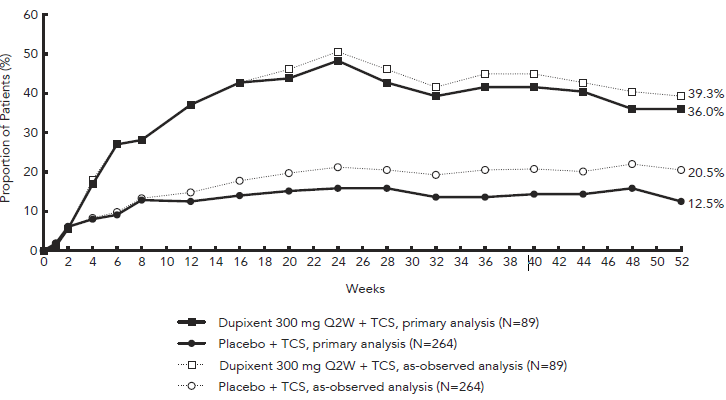 60
50
40
30
20
10
0
Proportion of Patients (%)
39.3%
36.0%
20.5%
12.5%
0 2 4 6 8 10 12 14 16 18 20 22 24 26 28 30 32 34 36 38 40 42 44 46 48 50 52
Weeks
Dupixent 300 mg Q2W + TCS, primary analysis (N=89)
Placebo + TCS, primary analysis (N=264)
Dupixent 300 mg Q2W + TCS, as-observed analysis (N=89)
Placebo + TCS, as-observed analysis (N=264)